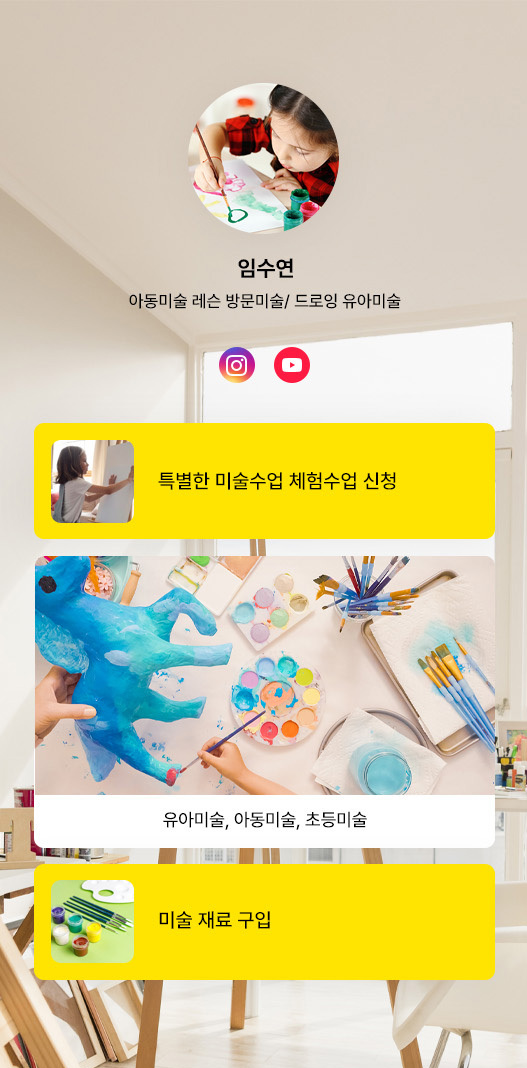 임수연
아동미술 레슨 방문미술/ 드로잉 유아미술
특별한 미술수업 체험수업 신청
유아미술, 아동미술, 초등미술
미술 재료 구입